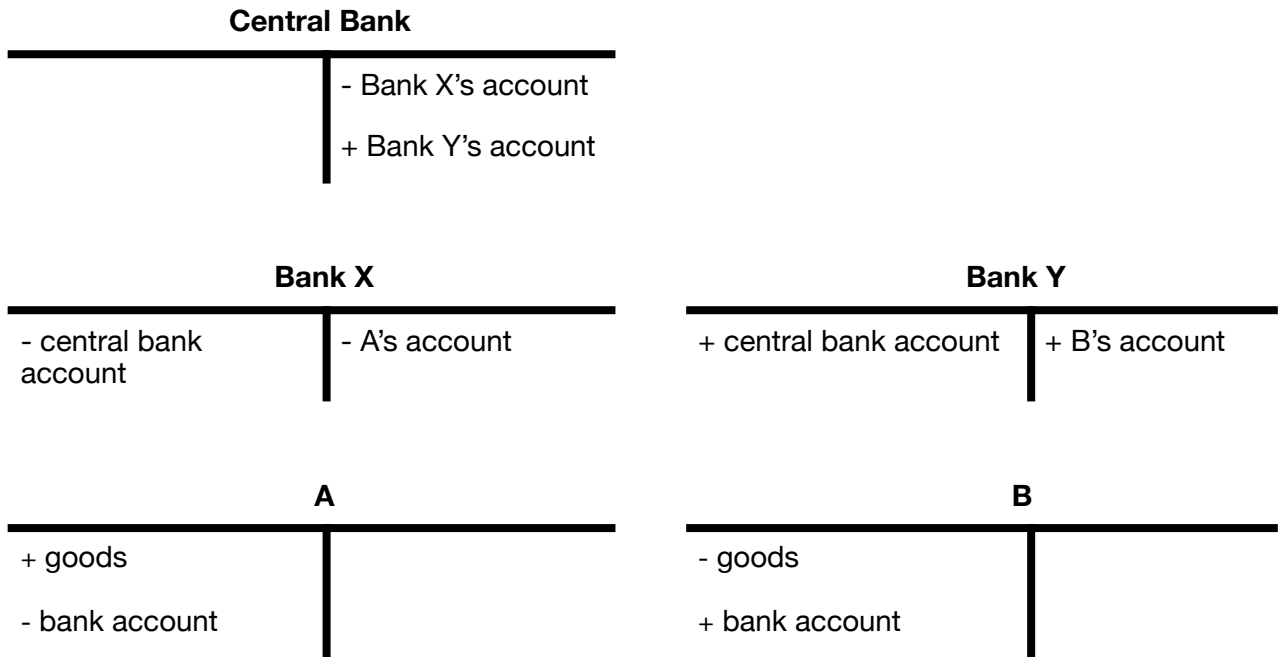 Central Bank
- Bank X’s account
+ Bank Y’s account
Bank X
- central bank
account
- A’s account
Bank Y
+ central bank account
+ B’s account
A
+ goods
- bank account
B
- goods
+ bank account